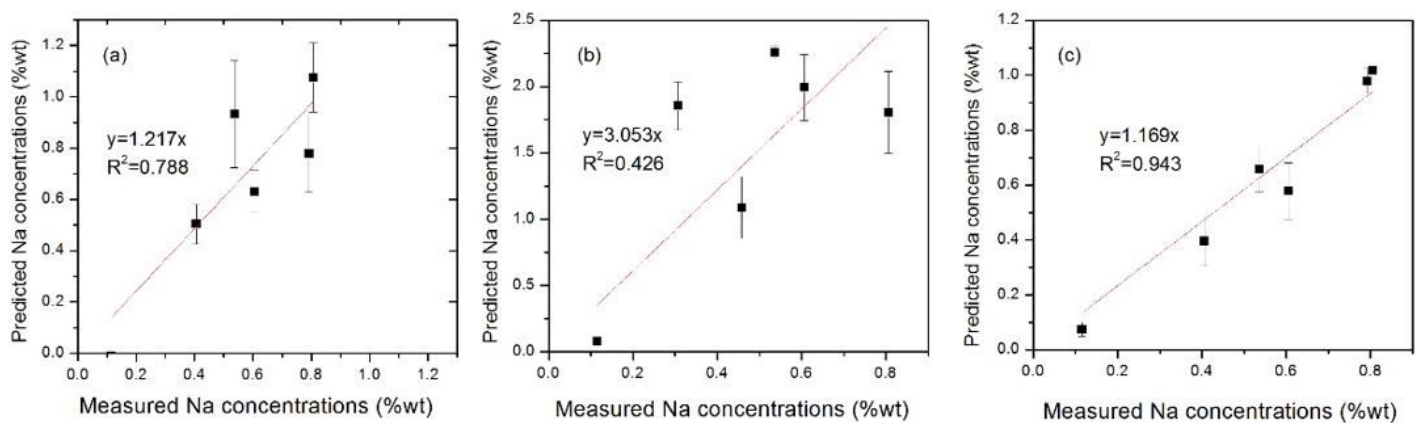 (a)
y=1.217x
R²=0.788
Predicted Na concentrations (%wt)
1.2
1.0
0.8
0.6
0.4
0.2
0.0
0.0 0.2 0.4 0.6 0.8 1.0 1.2
Measured Na concentrations (%wt)
(b)
y=3.053x
R²=0.426
Predicted Na concentrations (%wt)
2.5
2.0
1.5
1.0
0.5
0.0
0.0 0.2 0.4 0.6 0.8
Measured Na concentrations (%wt)
(c)
y=1.169x
R²=0.943
Predicted Na concentrations (%wt)
1.2
1.0
0.8
0.6
0.4
0.2
0.0
0.0 0.2 0.4 0.6 0.8
Measured Na concentrations (%wt)